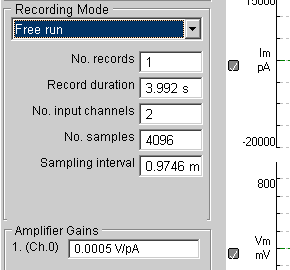 Recording Mode
Free run
No. records 1
Record duration 3.992 s
No. input channels 2
No. samples 4096
Sampling interval 0.9746 m
Amplifier Gains
1. (Ch.0) 0.0005 V/pA
15000
Im
pA
-20000
800
Vm
mV